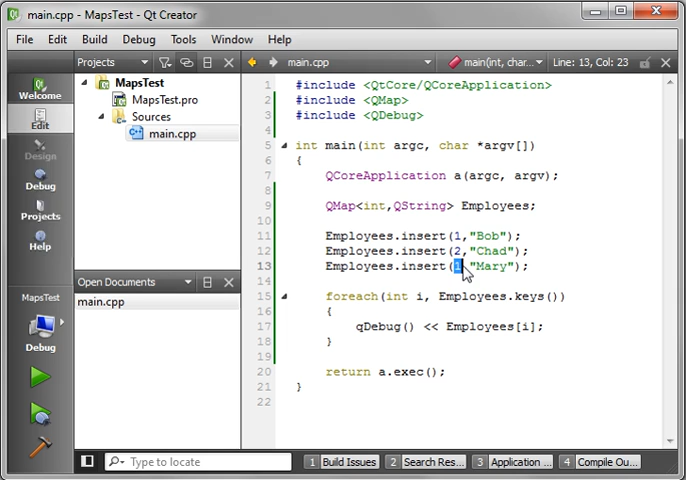 main.cpp - MapsTest - Qt Creator
File Edit Build Debug Tools Window Help
Projects
main.cpp
main(int, char...
Line: 13, Col: 23
Welcome
Edit
Design
Debug
Projects
Help
MapsTest
Debug
MapsTest
MapsTest.pro
Sources
main.cpp
Open Documents
main.cpp
1 #include <QtCore/QCoreApplication>
2 #include <QMap>
3 #include <QDebug>
4
5 int main(int argc, char *argv[])
6 {
7 QCoreApplication a(argc, argv);
8
9 QMap<int,QString> Employees;
10
11 Employees.insert(1,"Bob");
12 Employees.insert(2,"Chad");
13 Employees.insert(1,"Mary");
14
15 foreach(int i, Employees.keys())
16 {
17 qDebug() << Employees[i];
18 }
19
20 return a.exec();
21 }
22
Type to locate
1 Build Issues
2 Search Res...
3 Application ...
4 Compile Ou...